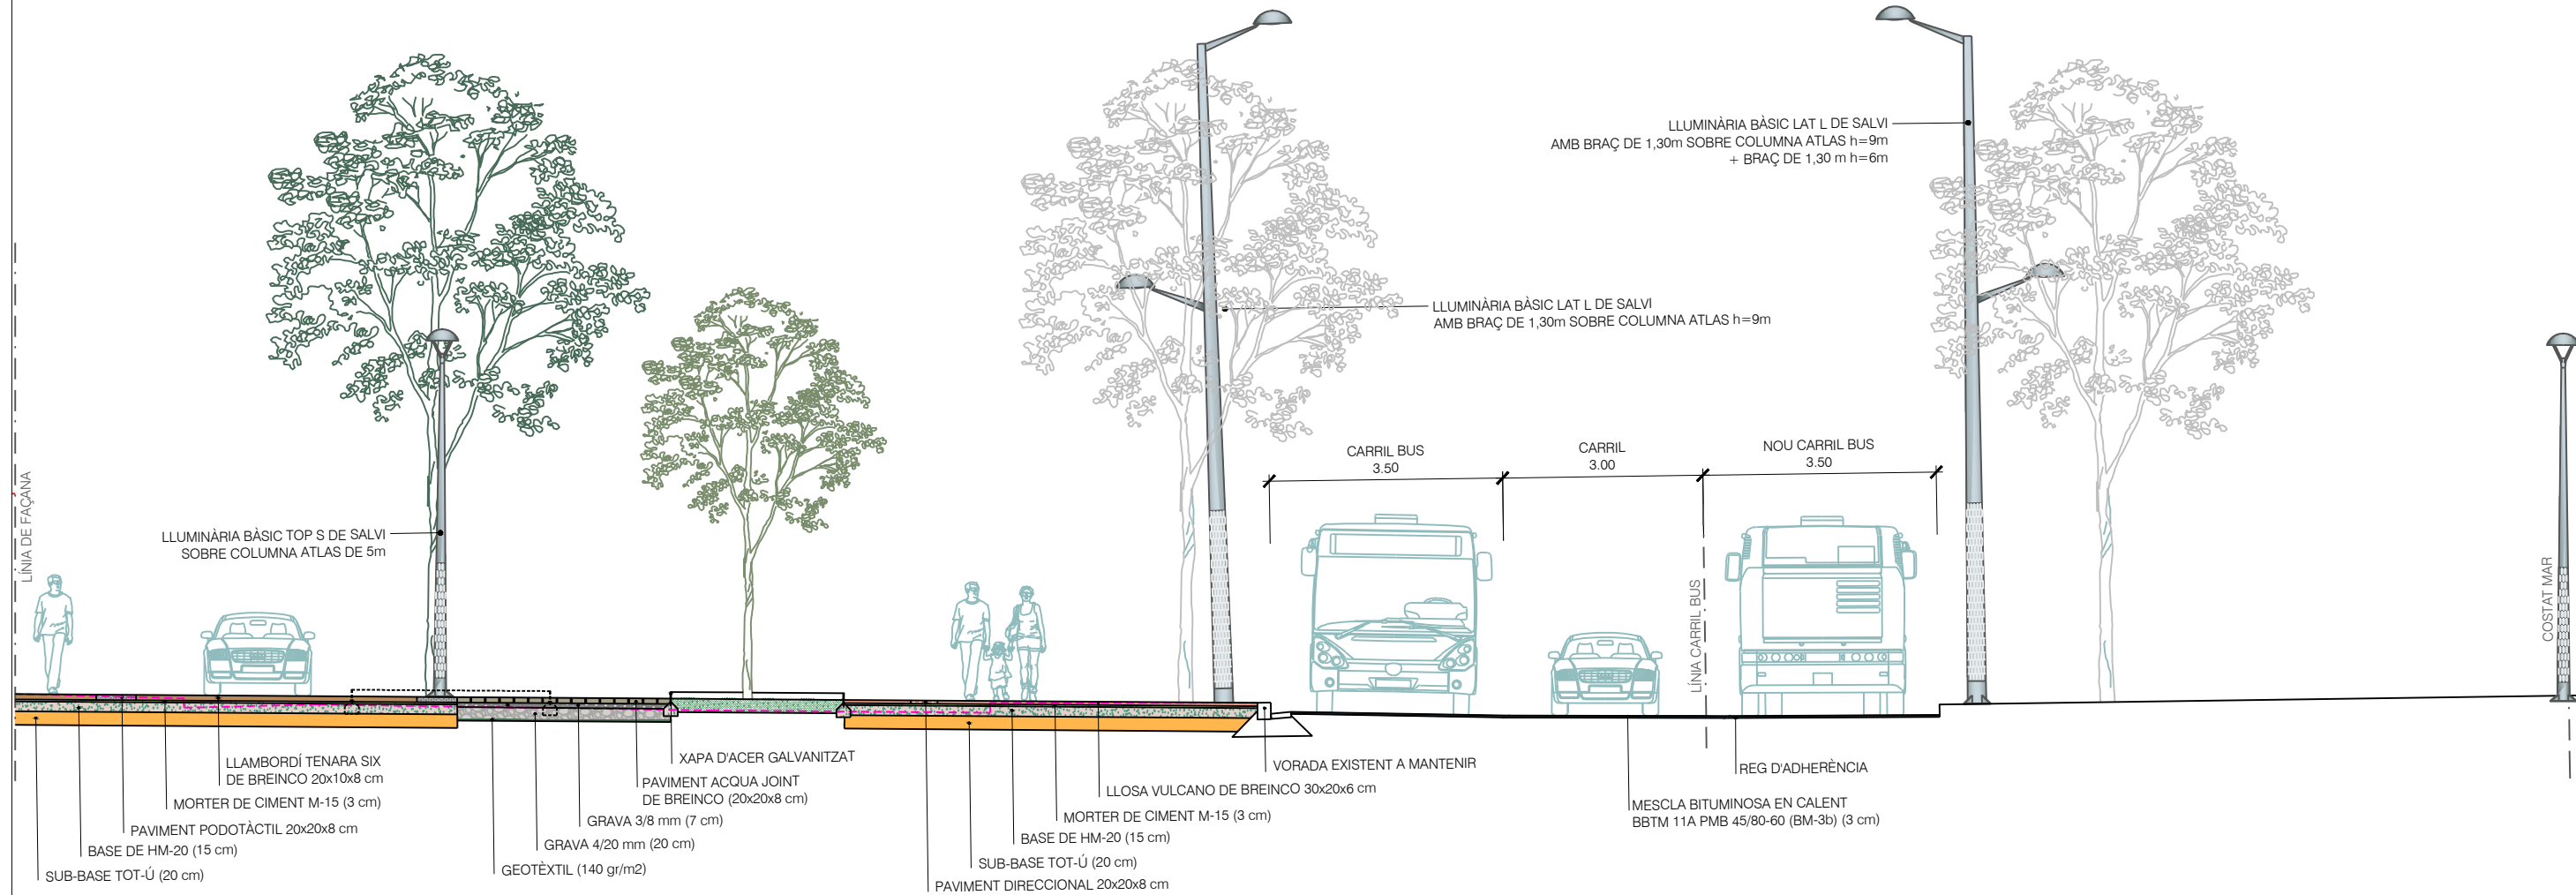 LLUMINÀRIA BÀSIC LAT L DE SALVI
AMB BRAÇ DE 1,30m SOBRE COLUMNA ATLAS h=9m
+ BRAÇ DE 1,30 m h=6m
LLUMINÀRIA BÀSIC LAT L DE SALVI
AMB BRAÇ DE 1,30m SOBRE COLUMNA ATLAS h=9m
CARRIL BUS
3.50
CARRIL
3.00
NOU CARRIL BUS
3.50
LÍNIA DE FAÇANA
LLUMINÀRIA BÀSIC TOP S DE SALVI
SOBRE COLUMNA ATLAS DE 5m
LÍNIA CARRIL BUS
COSTAT MAR
LLAMBORDÍ TENARA SIX
DE BREINCO 20x10x8 cm
MORTER DE CIMENT M-15 (3 cm)
PAVIMENT PODOTÀCTIL 20x20x8 cm
BASE DE HM-20 (15 cm)
SUB-BASE TOT-Ú (20 cm)
XAPA D'ACER GALVANITZAT
PAVIMENT ACQUA JOINT
DE BREINCO (20x20x8 cm)
GRAVA 3/8 mm (7 cm)
GRAVA 4/20 mm (20 cm)
GEOTÈXTIL (140 gr/m2)
VORADA EXISTENT A MANTENIR
LLOSA VULCANO DE BREINCO 30x20x6 cm
MORTER DE CIMENT M-15 (3 cm)
BASE DE HM-20 (15 cm)
SUB-BASE TOT-Ú (20 cm)
PAVIMENT DIRECCIONAL 20x20x8 cm
REG D'ADHERÈNCIA
MESCLA BITUMINOSA EN CALENT
BBTM 11A PMB 45/80-60 (BM-3b) (3 cm)